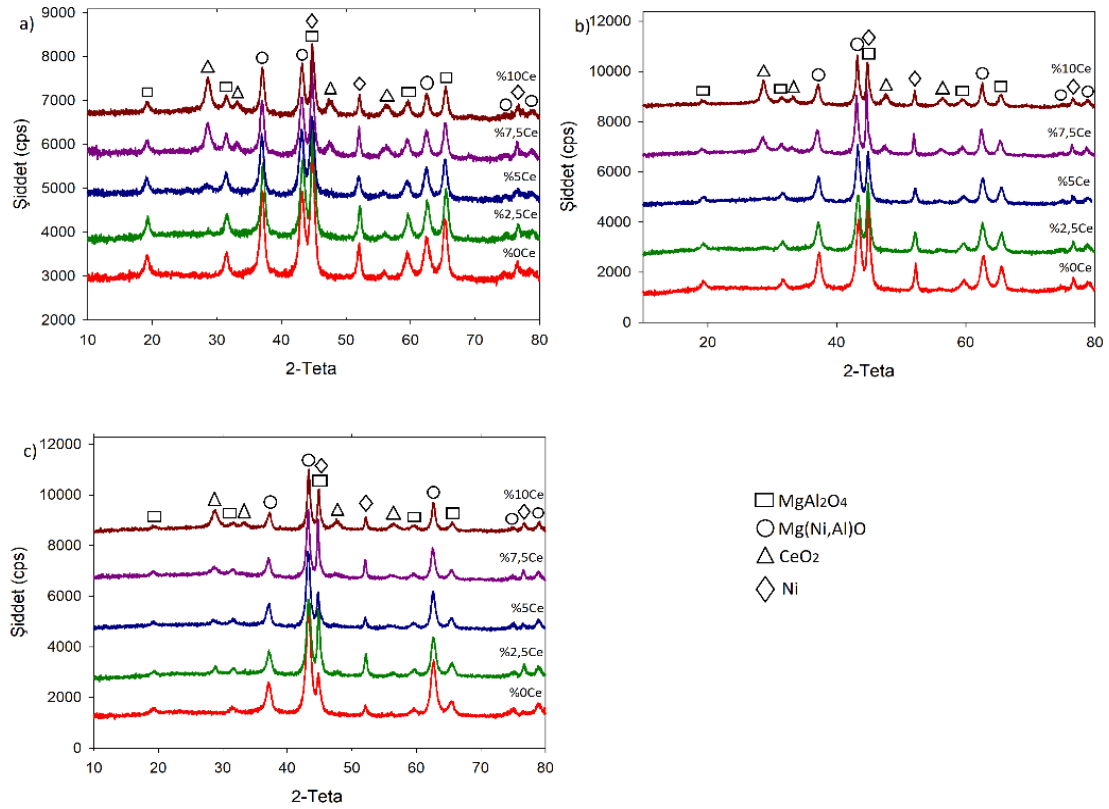 a)
9000
8000
7000
6000
5000
4000
3000
2000
Şiddet (cps)
%10Ce
%7,5Ce
%5Ce
%2,5Ce
%0Ce
10 20 30 40 50 60 70 80
2-Teta
b)
12000
10000
8000
6000
4000
2000
0
Şiddet (cps)
%10Ce
%7,5Ce
%5Ce
%2,5Ce
%0Ce
20 40 60 80
2-Teta
c)
12000
10000
8000
6000
4000
2000
0
Şiddet (cps)
%10Ce
%7,5Ce
%5Ce
%2,5Ce
%0Ce
10 20 30 40 50 60 70 80
2-Teta
MgAl2O4
Mg(Ni,Al)O
CeO2
Ni